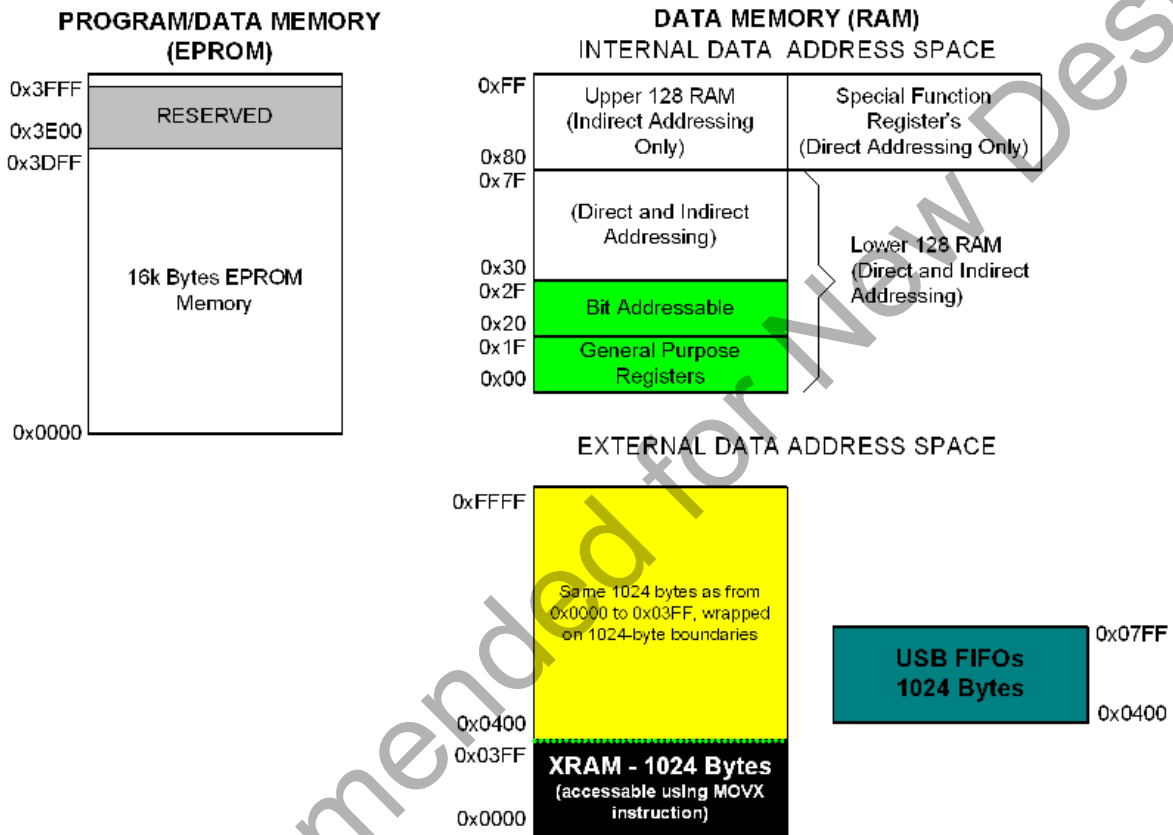 PROGRAM/DATA MEMORY
(EPROM)
0x3FFF
RESERVED
0x3E00
0x3DFF
16k Bytes EPROM
Memory
0x0000
DATA MEMORY (RAM)
INTERNAL DATA ADDRESS SPACE
0xFF
Upper 128 RAM
(Indirect Addressing
Only)
0x80
Special Function
Register's
(Direct Addressing Only)
0x7F
(Direct and Indirect
Addressing)
0x30
Lower 128 RAM
(Direct and Indirect
Addressing)
0x2F
Bit Addressable
0x20
0x1F
General Purpose
Registers
0x00
EXTERNAL DATA ADDRESS SPACE
0xFFFF
Same 1024 bytes as from
0x0000 to 0x03FF, wrapped
on 1024-byte boundaries
0x0400
0x03FF
XRAM - 1024 Bytes
(accessable using MOVX
instruction)
0x0000
USB FIFOs
1024 Bytes
0x07FF
0x0400
mended for New Des